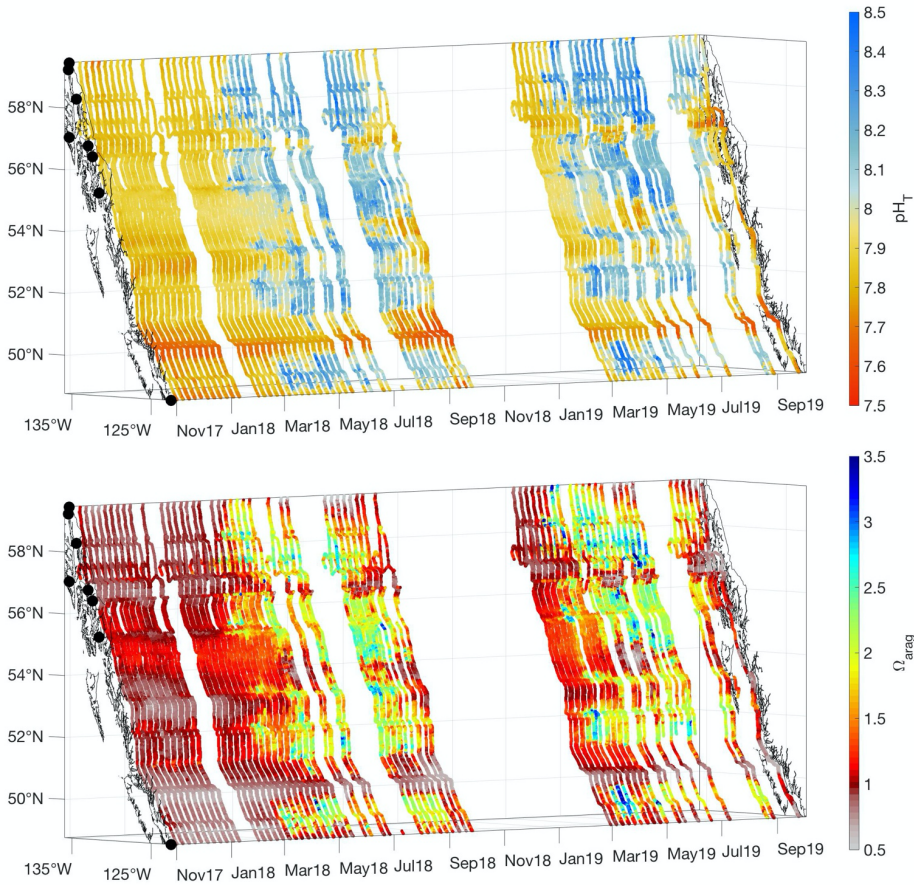 8.5
8.4
58°N
8.3
8.2
56°N
8.1
54°N
8
pH_T
7.9
52°N
7.8
7.7
50°N
7.6
7.5
135°W
125°W
Nov17 Jan18 Mar18 May18 Jul18 Sep18 Nov18 Jan19 Mar19 May19 Jul19 Sep19
3.5
3
58°N
2.5
56°N
2
54°N
Ω_arag
1.5
52°N
1
50°N
0.5
135°W
125°W
Nov17 Jan18 Mar18 May18 Jul18 Sep18 Nov18 Jan19 Mar19 May19 Jul19 Sep19